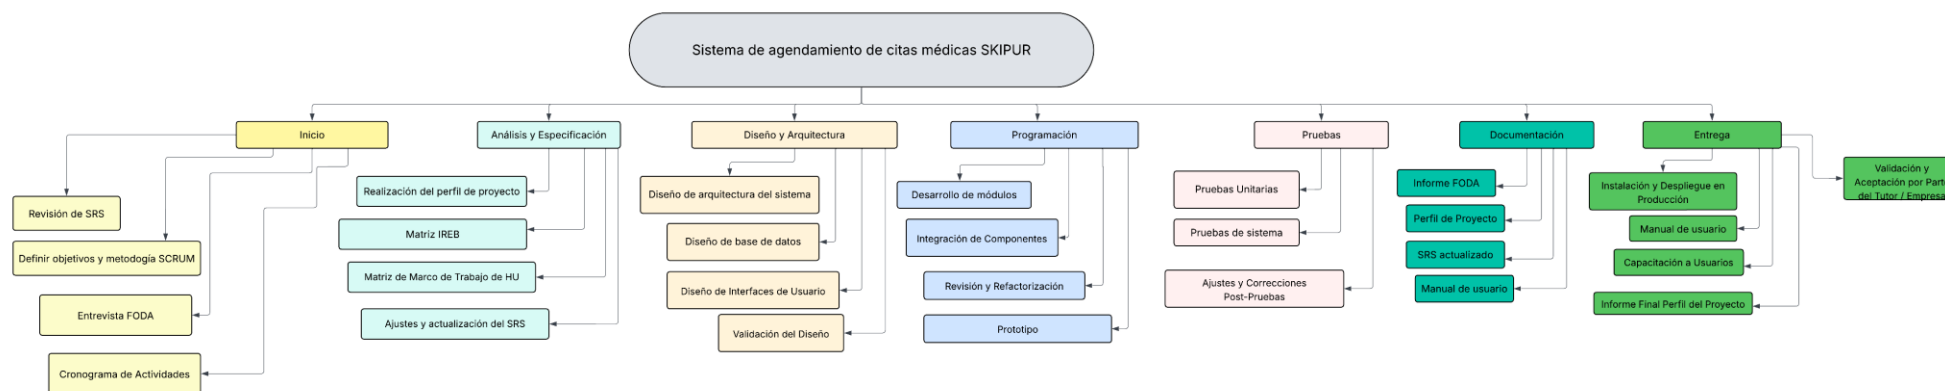 Sistema de agendamiento de citas médicas SKIPUR
Inicio
Revisión de SRS
Definir objetivos y metodogía SCRUM
Entrevista FODA
Cronograma de Actividades
Análisis y Especificación
Realización del perfil de proyecto
Matriz IREB
Matriz de Marco de Trabajo de HU
Ajustes y actualización del SRS
Diseño y Arquitectura
Diseño de arquitectura del sistema
Diseño de base de datos
Diseño de Interfaces de Usuario
Validación del Diseño
Programación
Desarrollo de módulos
Integración de Componentes
Revisión y Refactorización
Prototipo
Pruebas
Pruebas Unitarias
Pruebas de sistema
Ajustes y Correcciones
Post-Pruebas
Documentación
Informe FODA
Perfil de Proyecto
SRS actualizado
Manual de usuario
Entrega
Instalación y Despliegue en
Producción
Manual de usuario
Capacitación a Usuarios
Informe Final Perfil del Proyecto
Validación y
Aceptación por Parte
del Tutor / Empresa